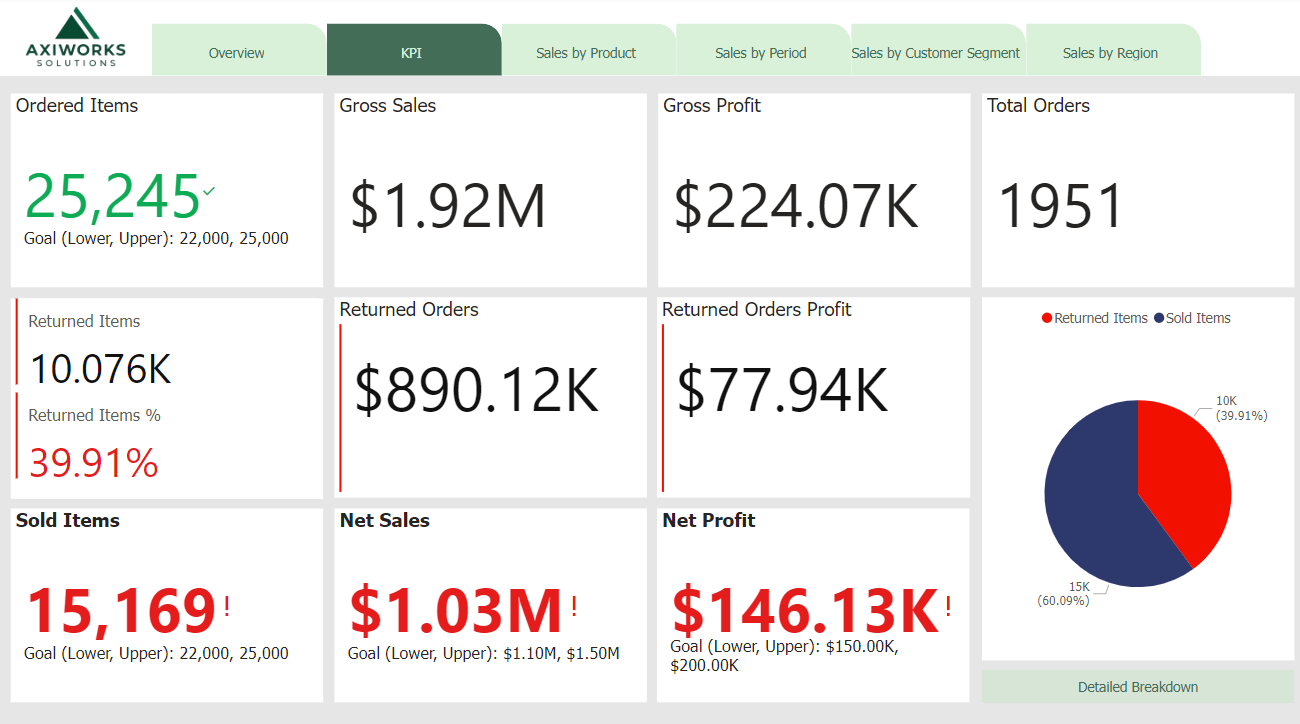 AXIWORKS
SOLUTIONS
Overview
KPI
Sales by Product
Sales by Period
Sales by Customer Segment
Sales by Region
Ordered Items
25,245
Goal (Lower, Upper): 22,000, 25,000
Gross Sales
$1.92M
Gross Profit
$224.07K
Total Orders
1951
Returned Items
10.076K
Returned Items %
39.91%
Returned Orders
$890.12K
Returned Orders Profit
$77.94K
Returned Items
Sold Items
10K
(39.91%)
15K
(60.09%)
Sold Items
15,169!
Goal (Lower, Upper): 22,000, 25,000
Net Sales
$1.03M!
Goal (Lower, Upper): $1.10M, $1.50M
Net Profit
$146.13K!
Goal (Lower, Upper): $150.00K,
$200.00K
Detailed Breakdown